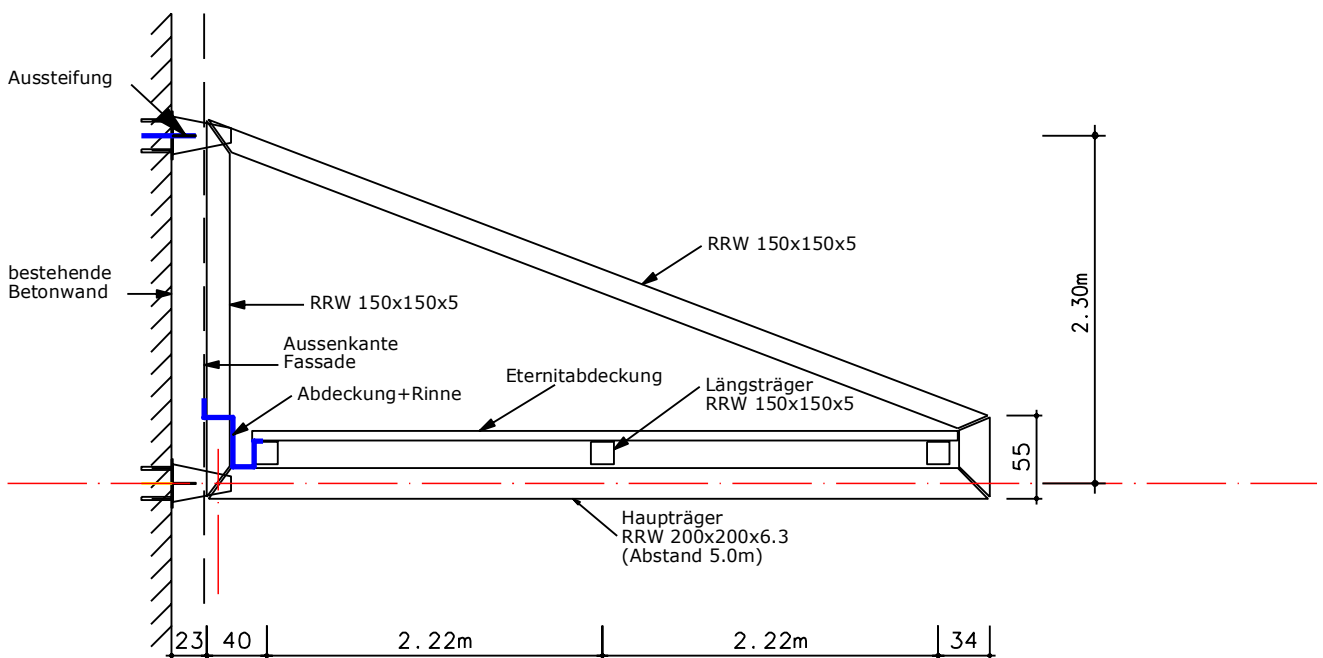 Aussteifung
RRW 150x150x5
bestehende
Betonwand
RRW 150x150x5
2.30m
Aussenkante
Fassade
Eternitabdeckung
Abdeckung+Rinne
Längsträger
RRW 150x150x5
55
Haupträger
RRW 200x200x6.3
(Abstand 5.0m)
23 40 2.22m 2.22m 34